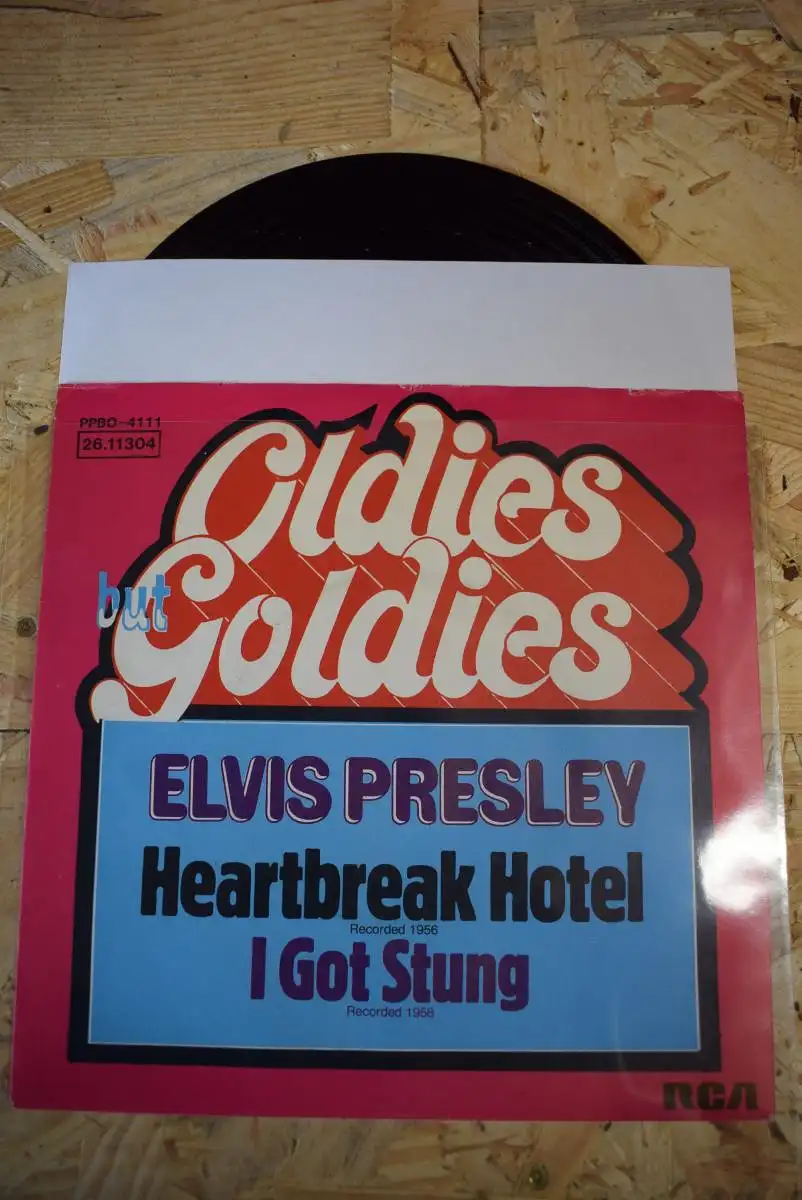 PPBO-4111
26.11304
Oldies
but
Goldies
ELVIS PRESLEY
Heartbreak Hotel
Recorded 1956
I Got Stung
Recorded 1958
RCA